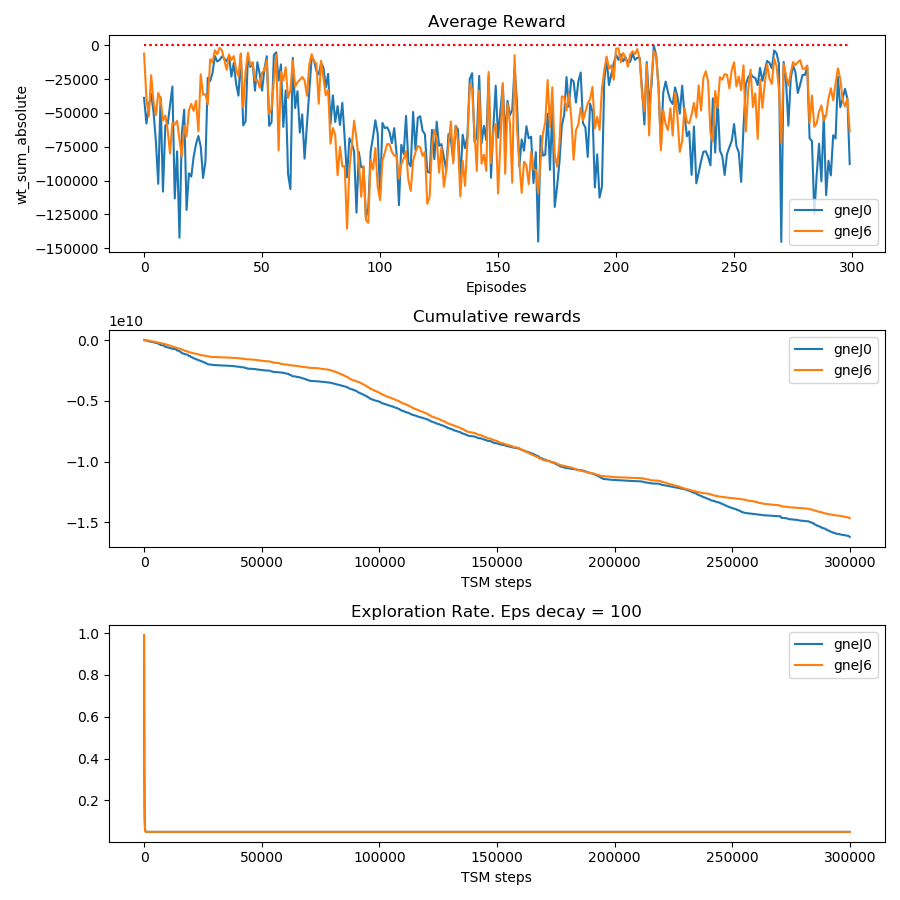 Average Reward
wt_sum_absolute
0
−25000
−50000
−75000
−100000
−125000
−150000
gneJ0
gneJ6
0 50 100 150 200 250 300
Episodes
Cumulative rewards
1e10
0.0
−0.5
−1.0
−1.5
gneJ0
gneJ6
0 50000 100000 150000 200000 250000 300000
TSM steps
Exploration Rate. Eps decay = 100
1.0
0.8
0.6
0.4
0.2
gneJ0
gneJ6
0 50000 100000 150000 200000 250000 300000
TSM steps